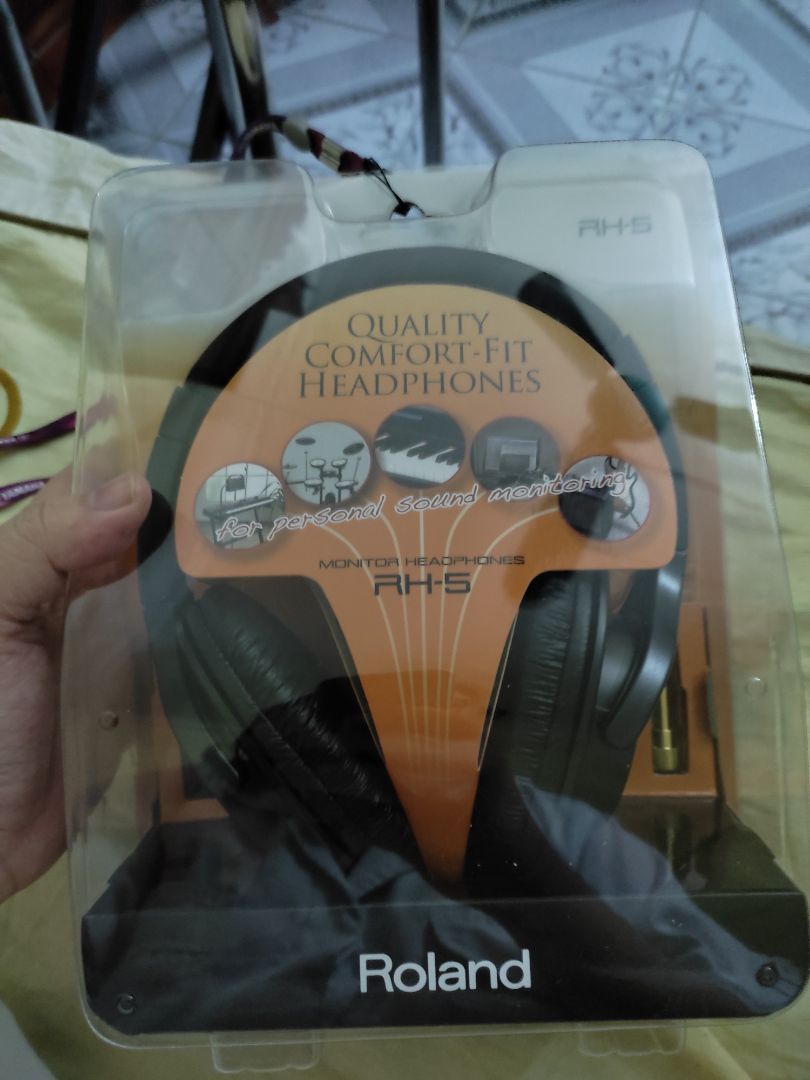 RH-5
QUALITY
COMFORT-FIT
HEADPHONES
for personal sound monitoring
MONITOR HEADPHONES
RH-5
Roland